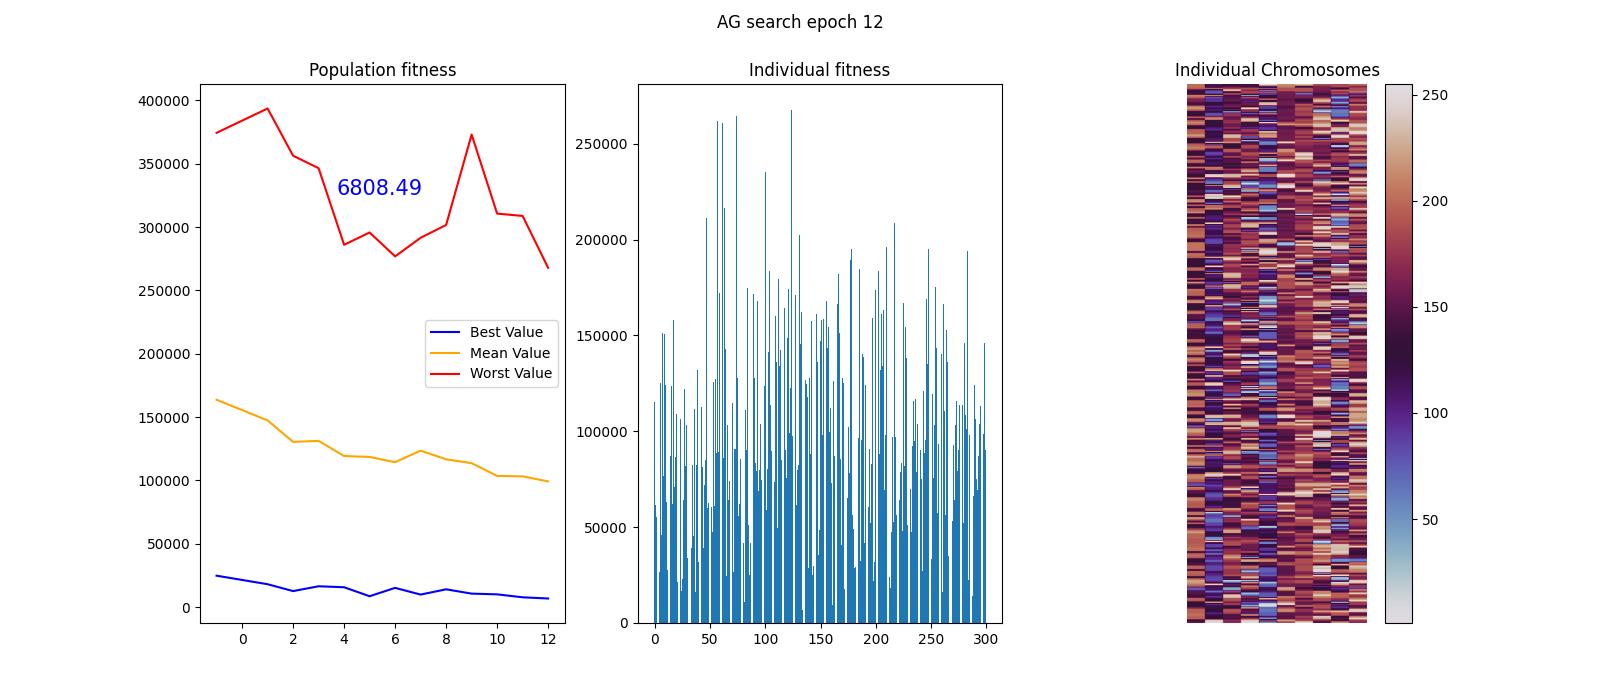 AG search epoch 12
Population fitness
400000
350000
300000
250000
200000
150000
100000
50000
0
6808.49
Best Value
Mean Value
Worst Value
0 2 4 6 8 10 12
Individual fitness
250000
200000
150000
100000
50000
0
0 50 100 150 200 250 300
Individual Chromosomes
250
200
150
100
50